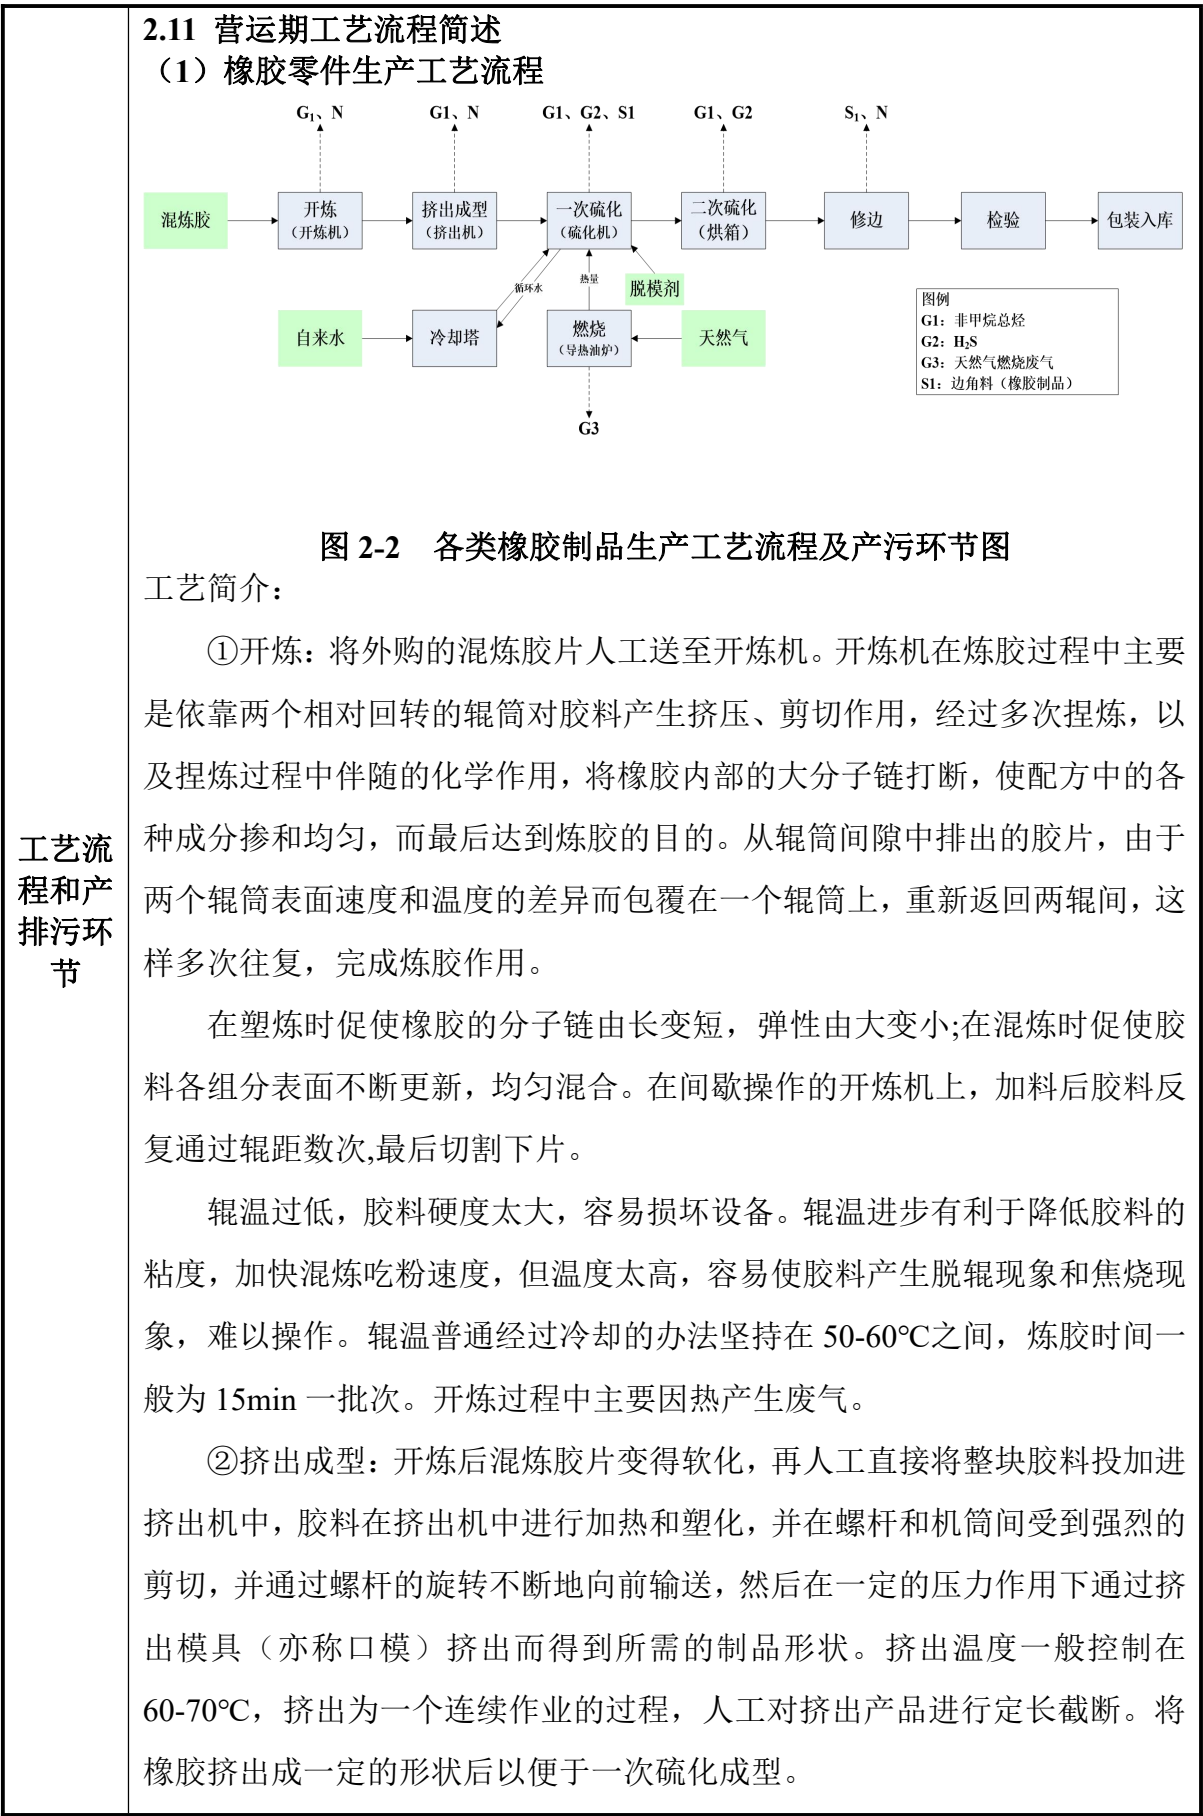 2.11 营运期工艺流程简述
（1）橡胶零件生产工艺流程
G₁、N
G1、N
G1、G2、S1
G1、G2
S₁、N
混炼胶
开炼
（开炼机）
挤出成型
（挤出机）
一次硫化
（硫化机）
二次硫化
（烘箱）
修边
检验
包装入库
循环水
热量
脱模剂
自来水
冷却塔
燃烧
（导热油炉）
天然气
G3
图例
G1：非甲烷总烃
G2：H₂S
G3：天然气燃烧废气
S1：边角料（橡胶制品）
图 2-2 各类橡胶制品生产工艺流程及产污环节图
工艺流
程和产
排污环
节
工艺简介：
①开炼：将外购的混炼胶片人工送至开炼机。开炼机在炼胶过程中主要
是依靠两个相对回转的辊筒对胶料产生挤压、剪切作用，经过多次捏炼，以
及捏炼过程中伴随的化学作用，将橡胶内部的大分子链打断，使配方中的各
种成分掺和均匀，而最后达到炼胶的目的。从辊筒间隙中排出的胶片，由于
两个辊筒表面速度和温度的差异而包覆在一个辊筒上，重新返回两辊间，这
样多次往复，完成炼胶作用。
在塑炼时促使橡胶的分子链由长变短，弹性由大变小;在混炼时促使胶
料各组分表面不断更新，均匀混合。在间歇操作的开炼机上，加料后胶料反
复通过辊距数次,最后切割下片。
辊温过低，胶料硬度太大，容易损坏设备。辊温进步有利于降低胶料的
粘度，加快混炼吃粉速度，但温度太高，容易使胶料产生脱辊现象和焦烧现
象，难以操作。辊温普通经过冷却的办法坚持在 50-60℃之间，炼胶时间一
般为 15min 一批次。开炼过程中主要因热产生废气。
②挤出成型：开炼后混炼胶片变得软化，再人工直接将整块胶料投加进
挤出机中，胶料在挤出机中进行加热和塑化，并在螺杆和机筒间受到强烈的
剪切，并通过螺杆的旋转不断地向前输送，然后在一定的压力作用下通过挤
出模具（亦称口模）挤出而得到所需的制品形状。挤出温度一般控制在
60-70℃，挤出为一个连续作业的过程，人工对挤出产品进行定长截断。将
橡胶挤出成一定的形状后以便于一次硫化成型。